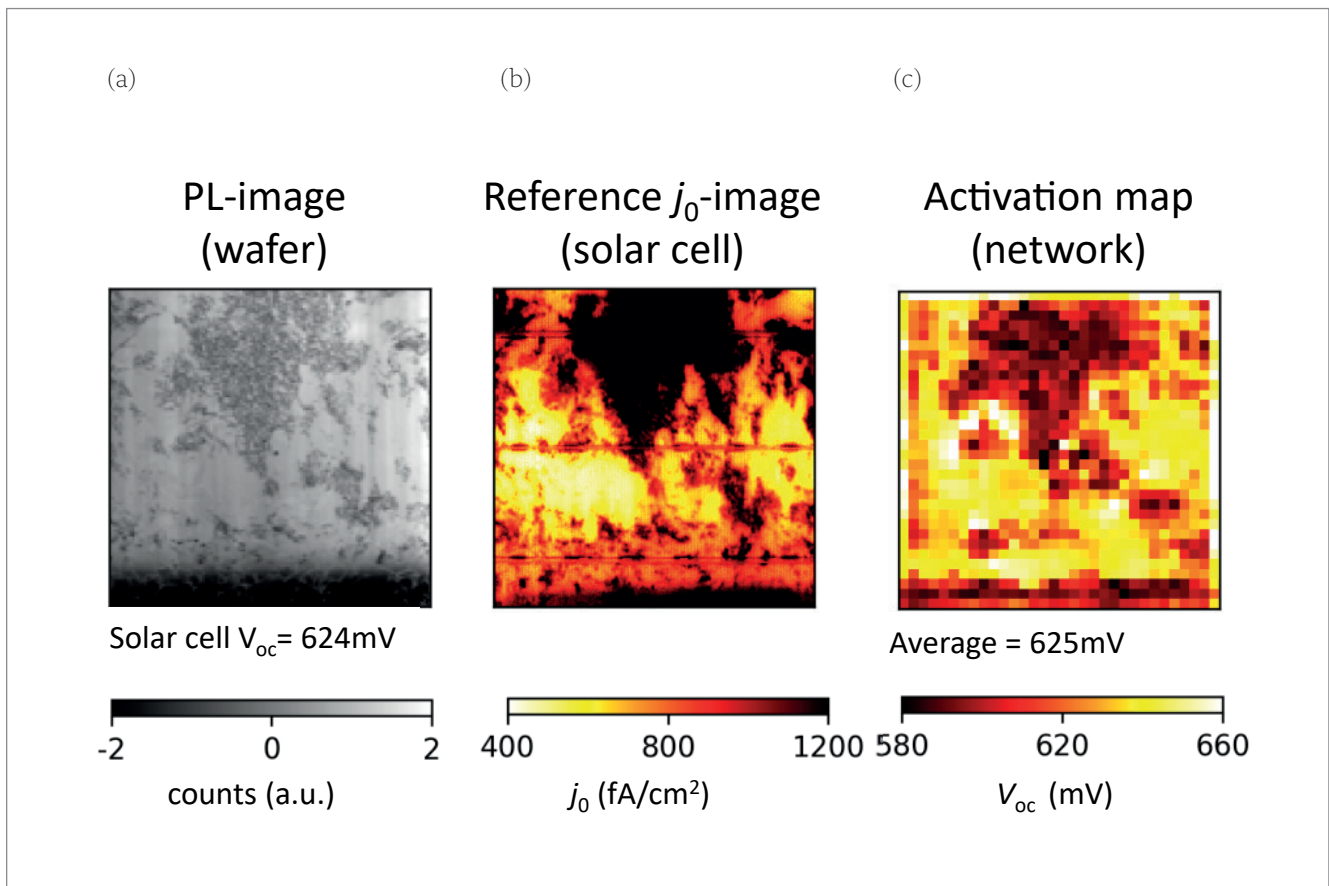 (a)
(b)
(c)
PL-image
(wafer)
Reference j₀-image
(solar cell)
Activation map
(network)
Solar cell Vₒc= 624mV
Average = 625mV
-2 0 2
counts (a.u.)
400 800 1200
j₀ (fA/cm²)
580 620 660
Vₒc (mV)